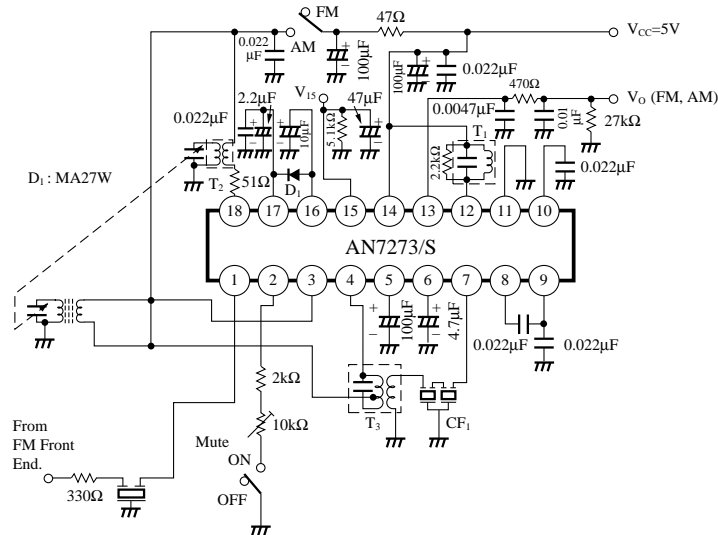 FM
AM
0.022
μF
+
−
100μF
47Ω
VCC=5V
100μF
+
−
0.022μF
470Ω
VO (FM, AM)
0.0047μF
0.01
μF
27kΩ
V15
47μF
5.1kΩ
+
−
2.2μF
+
−
10μF
+
−
0.022μF
T1
2.2kΩ
0.022μF
T2
51Ω
D1
D1 : MA27W
18
17
16
15
14
13
12
11
10
AN7273/S
1
2
3
4
5
6
7
8
9
+
−
100μF
+
−
4.7μF
0.022μF
0.022μF
2kΩ
10kΩ
T3
CF1
Mute
ON
OFF
From
FM Front
End.
330Ω